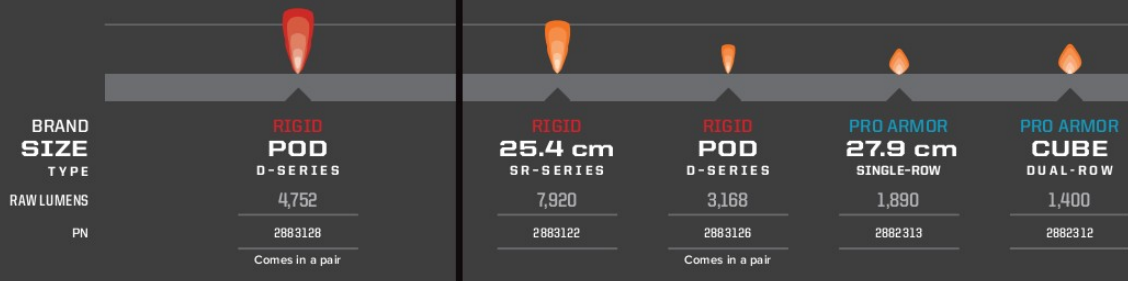 BRAND RIGID RIGID RIGID PRO ARMOR PRO ARMOR
SIZE POD 25.4 cm POD 27.9 cm CUBE
TYPE D-SERIES SR-SERIES D-SERIES SINGLE-ROW DUAL-ROW
RAW LUMENS 4,752 7,920 3,168 1,890 1,400
PN 2883128 2883122 2883126 2882313 2882312
Comes in a pair Comes in a pair